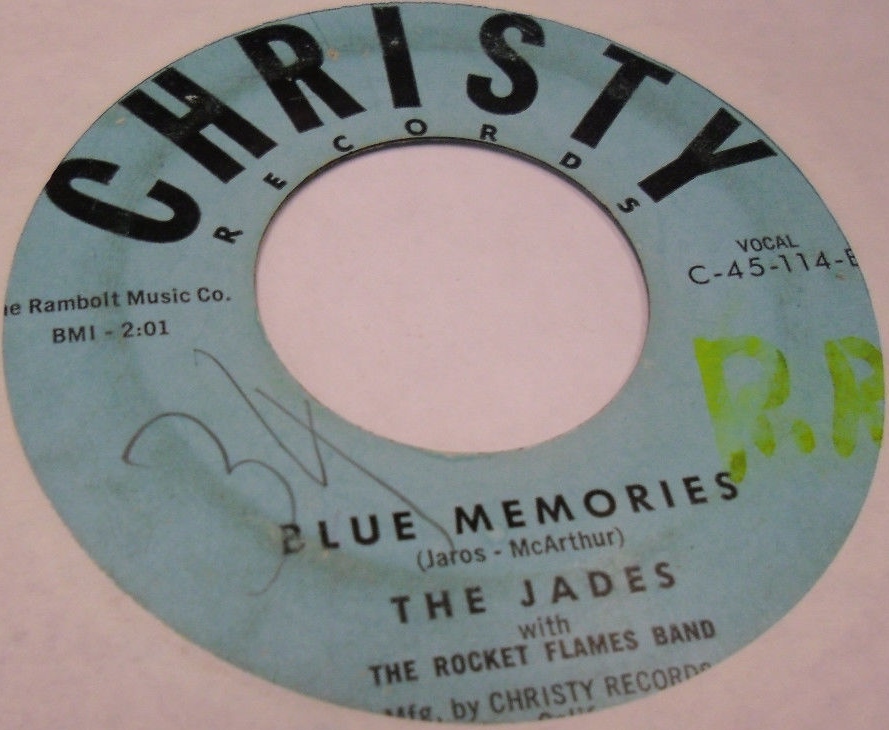 CHRISTY
RECORDS
VOCAL
C-45-114-
Rambolt Music Co.
BMI - 2:01
34
R.R
BLUE MEMORIES
(Jaros - McArthur)
THE JADES
with
THE ROCKET FLAMES BAND
Mfg. by CHRISTY RECORDS